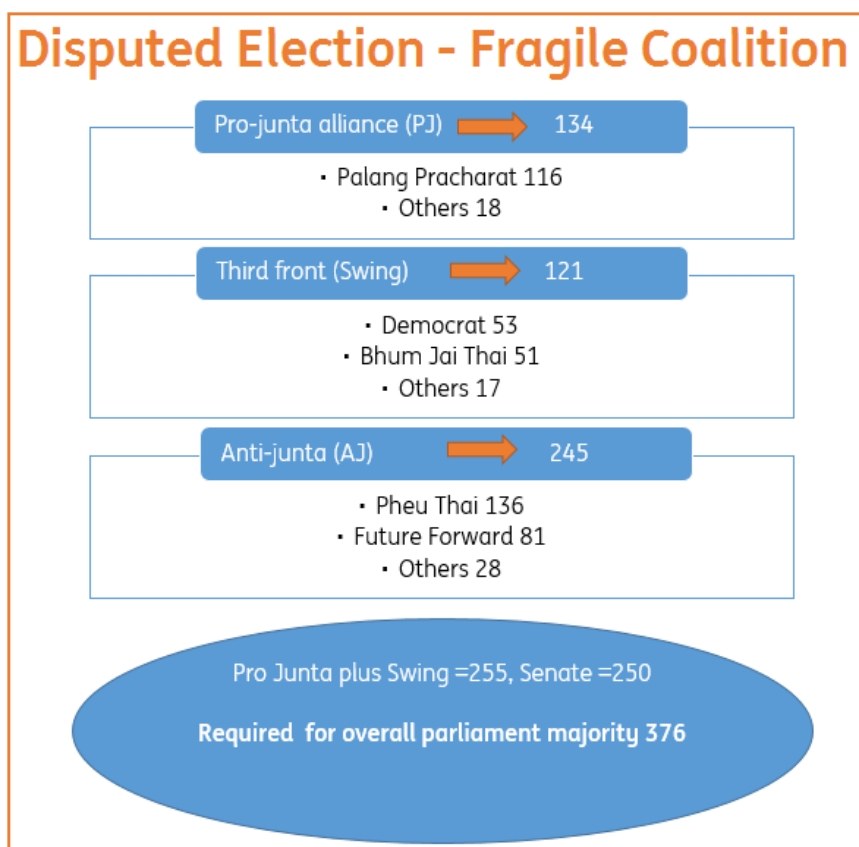 Disputed Election - Fragile Coalition
Pro-junta alliance (PJ) 134
· Palang Pracharat 116
· Others 18
Third front (Swing) 121
· Democrat 53
· Bhum Jai Thai 51
· Others 17
Anti-junta (AJ) 245
· Pheu Thai 136
· Future Forward 81
· Others 28
Pro Junta plus Swing =255, Senate =250
Required for overall parliament majority 376